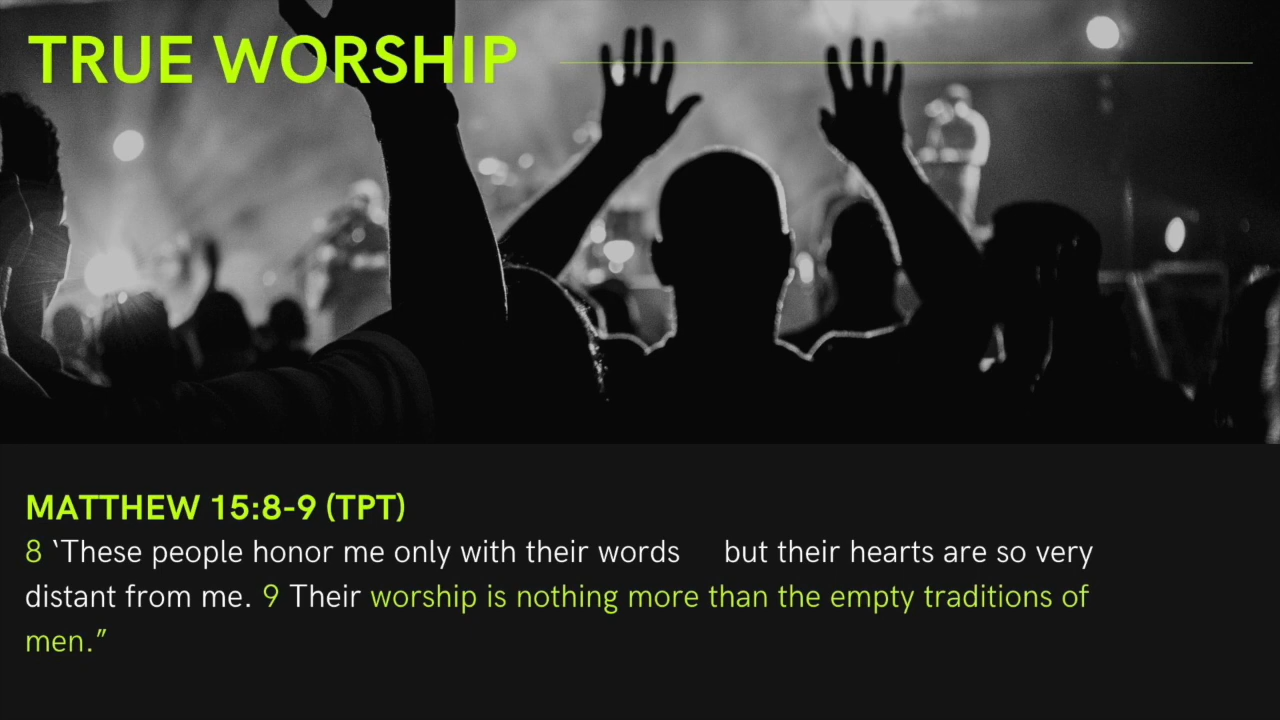 TRUE WORSHIP
MATTHEW 15:8-9 (TPT)
8 ‵These people honor me only with their words     but their hearts are so very
distant from me. 9 Their worship is nothing more than the empty traditions of
men.”